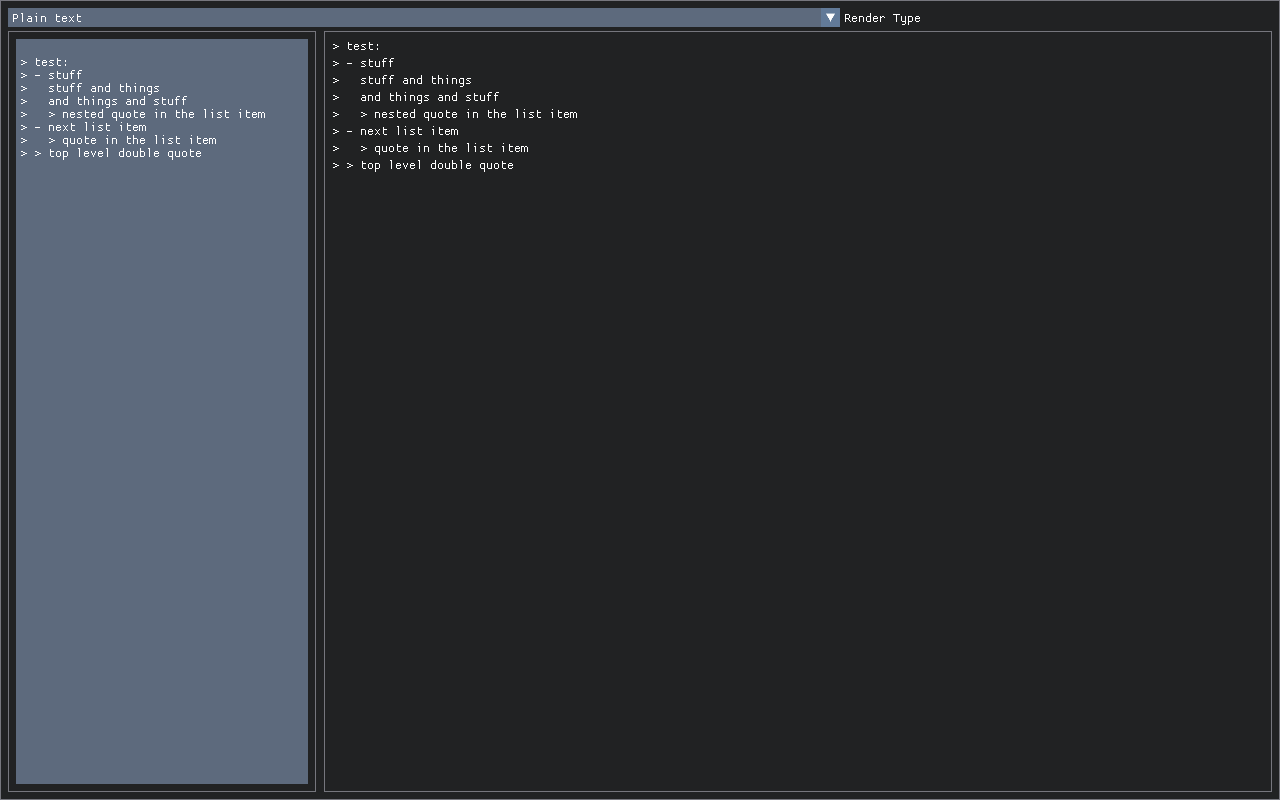 Plain text
Render Type
> test:
> - stuff
>   stuff and things
>   and things and stuff
>   > nested quote in the list item
> - next list item
>   > quote in the list item
> > top level double quote
> test:
> - stuff
>   stuff and things
>   and things and stuff
>   > nested quote in the list item
> - next list item
>   > quote in the list item
> > top level double quote